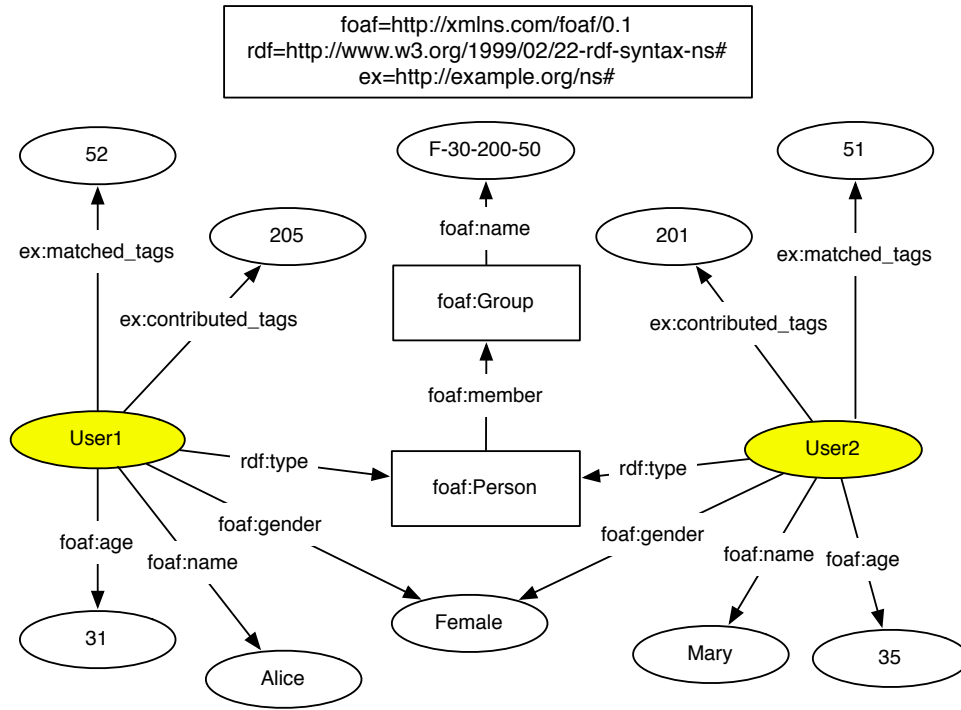 foaf=http://xmlns.com/foaf/0.1
rdf=http://www.w3.org/1999/02/22-rdf-syntax-ns#
ex=http://example.org/ns#
52
F-30-200-50
51
205
foaf:name
201
ex:matched_tags
ex:matched_tags
foaf:Group
ex:contributed_tags
ex:contributed_tags
foaf:member
User1
User2
rdf:type
rdf:type
foaf:Person
foaf:gender
foaf:gender
foaf:age
foaf:name
foaf:name
foaf:age
31
Female
Alice
Mary
35